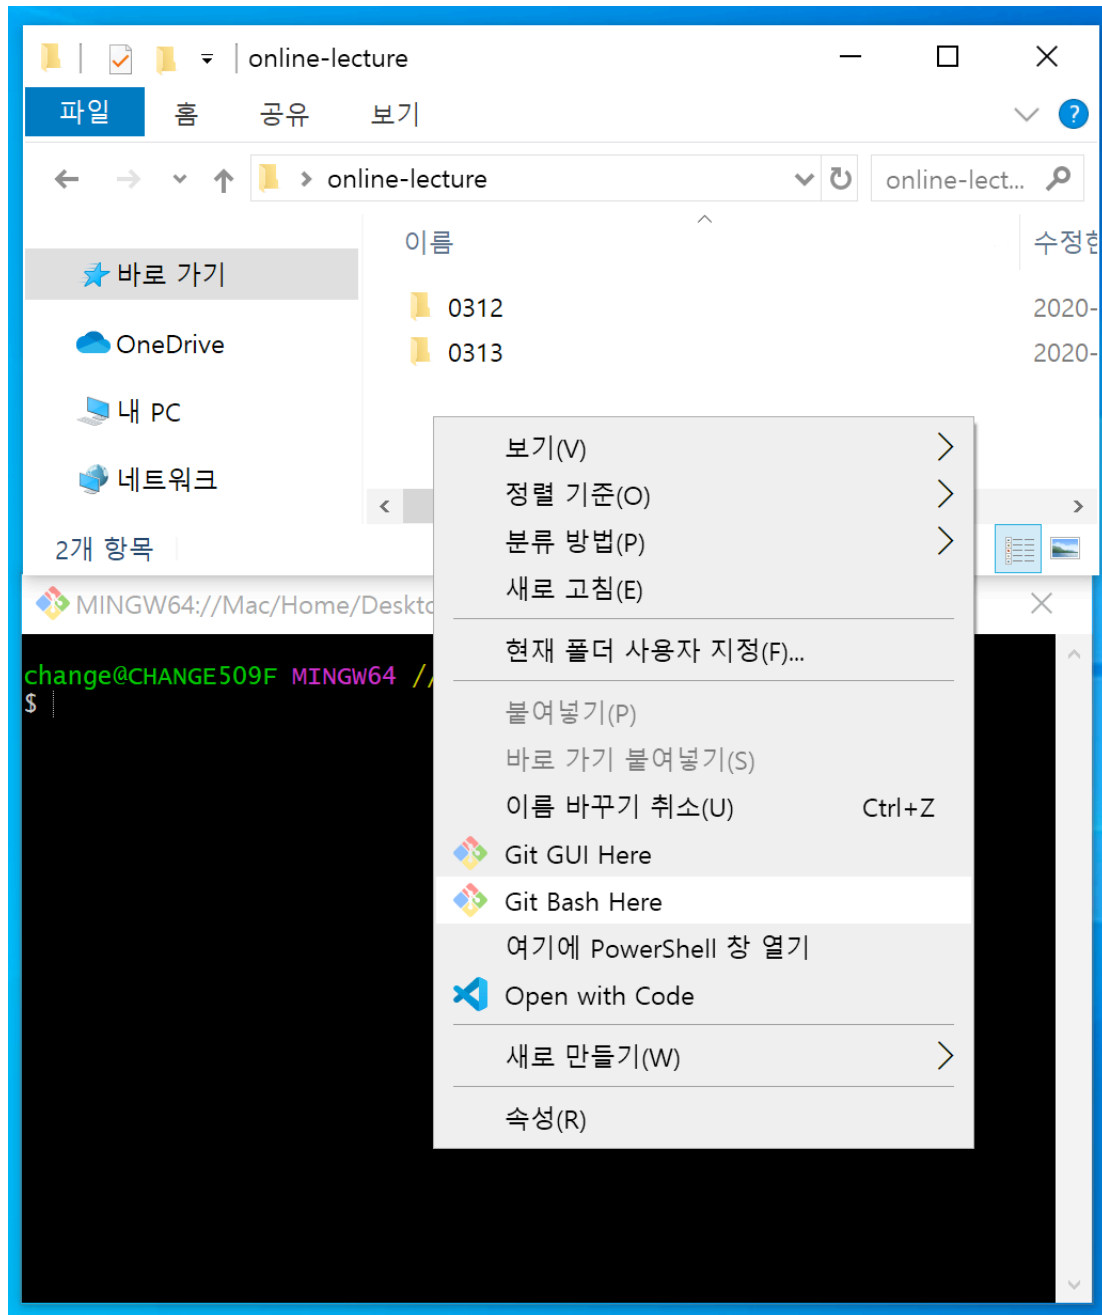 online-lecture
파일 홈 공유 보기
online-lecture
online-lect...
이름
바로 가기
0312 2020-
0313 2020-
OneDrive
내 PC
네트워크
2개 항목
보기(V)
정렬 기준(O)
분류 방법(P)
새로 고침(E)
현재 폴더 사용자 지정(F)...
붙여넣기(P)
바로 가기 붙여넣기(S)
이름 바꾸기 취소(U) Ctrl+Z
Git GUI Here
Git Bash Here
여기에 PowerShell 창 열기
Open with Code
새로 만들기(W)
속성(R)
MINGW64://Mac/Home/Deskto
change@CHANGE509F MINGW64 //
$